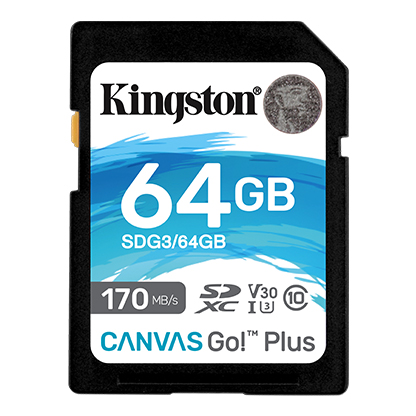 Kingston®
64GB
SDG3/64GB
170 MB/s SD XC V30 I U3 10
CANVAS Go!™ Plus